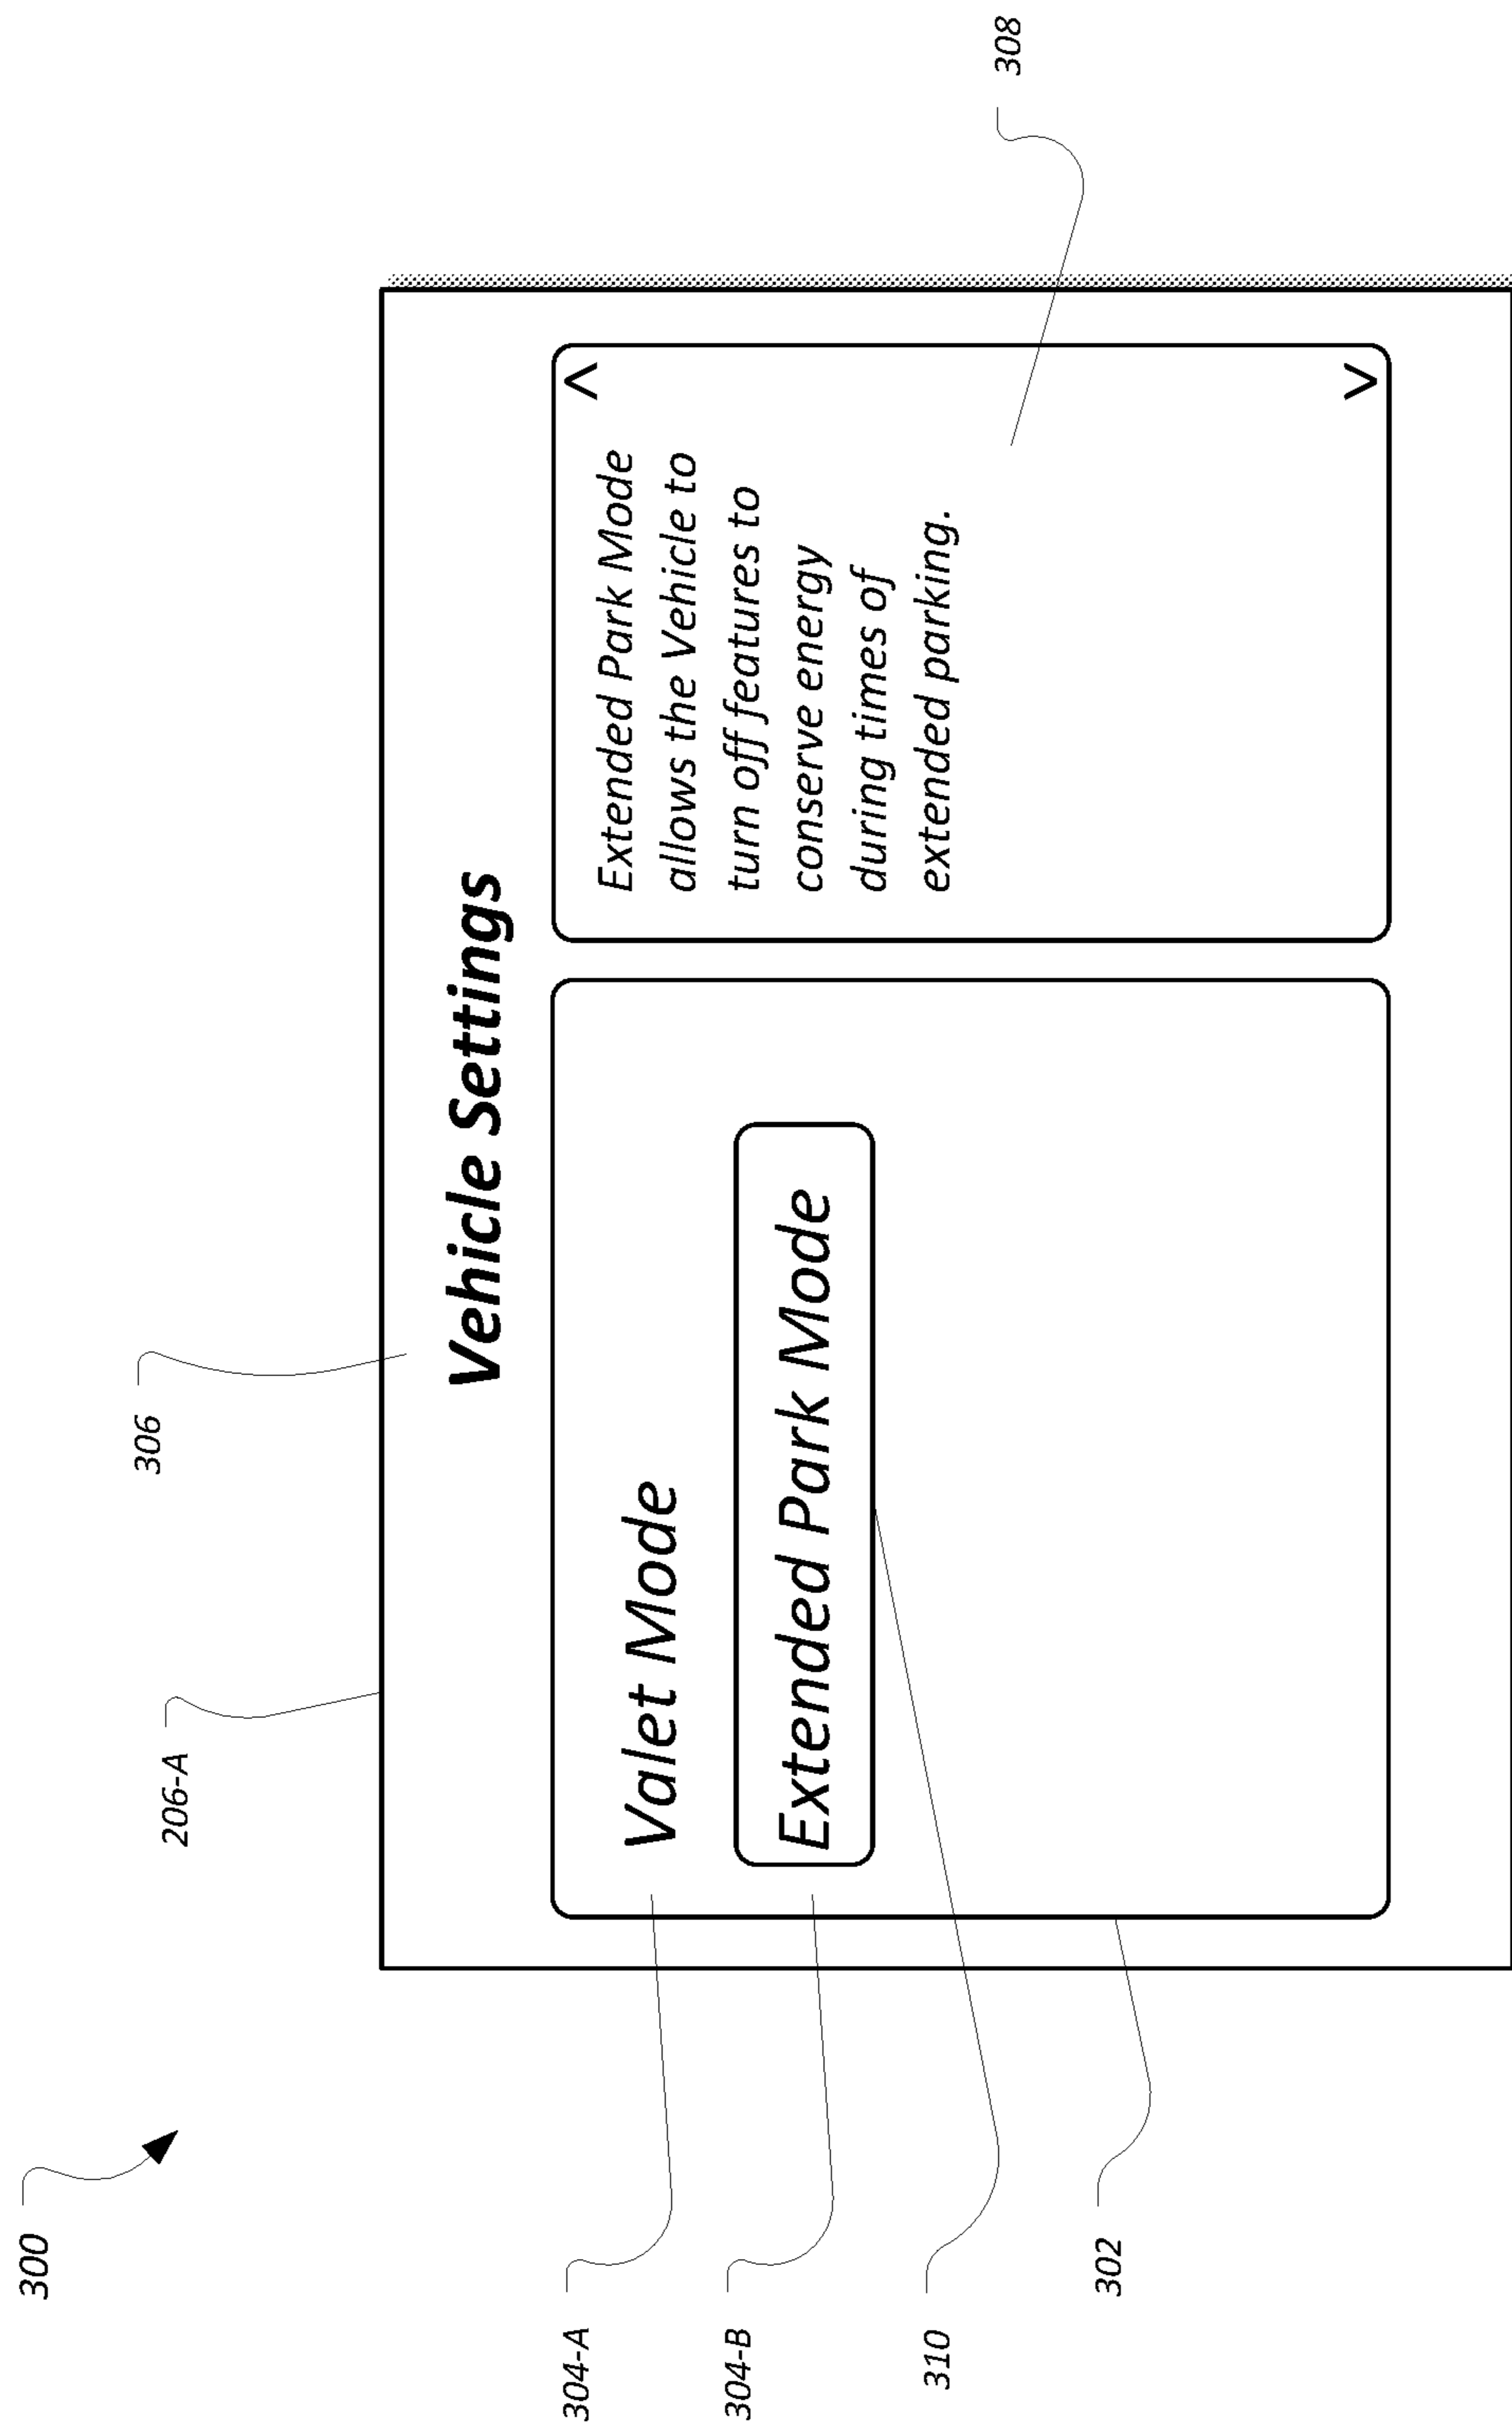 300
306
206-A
308
Vehicle Settings
304-A
Valet Mode
304-B
Extended Park Mode
310
302
Extended Park Mode
allows the Vehicle to
turn off features to
conserve energy
during times of
extended parking.
<
>